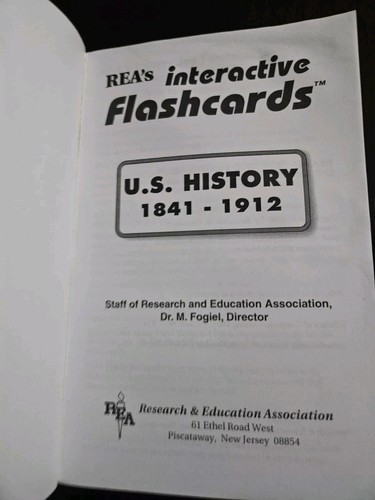 REA's interactive
Flashcards™
U.S. HISTORY
1841 - 1912
Staff of Research and Education Association,
Dr. M. Fogiel, Director
REA Research & Education Association
61 Ethel Road West
Piscataway, New Jersey 08854